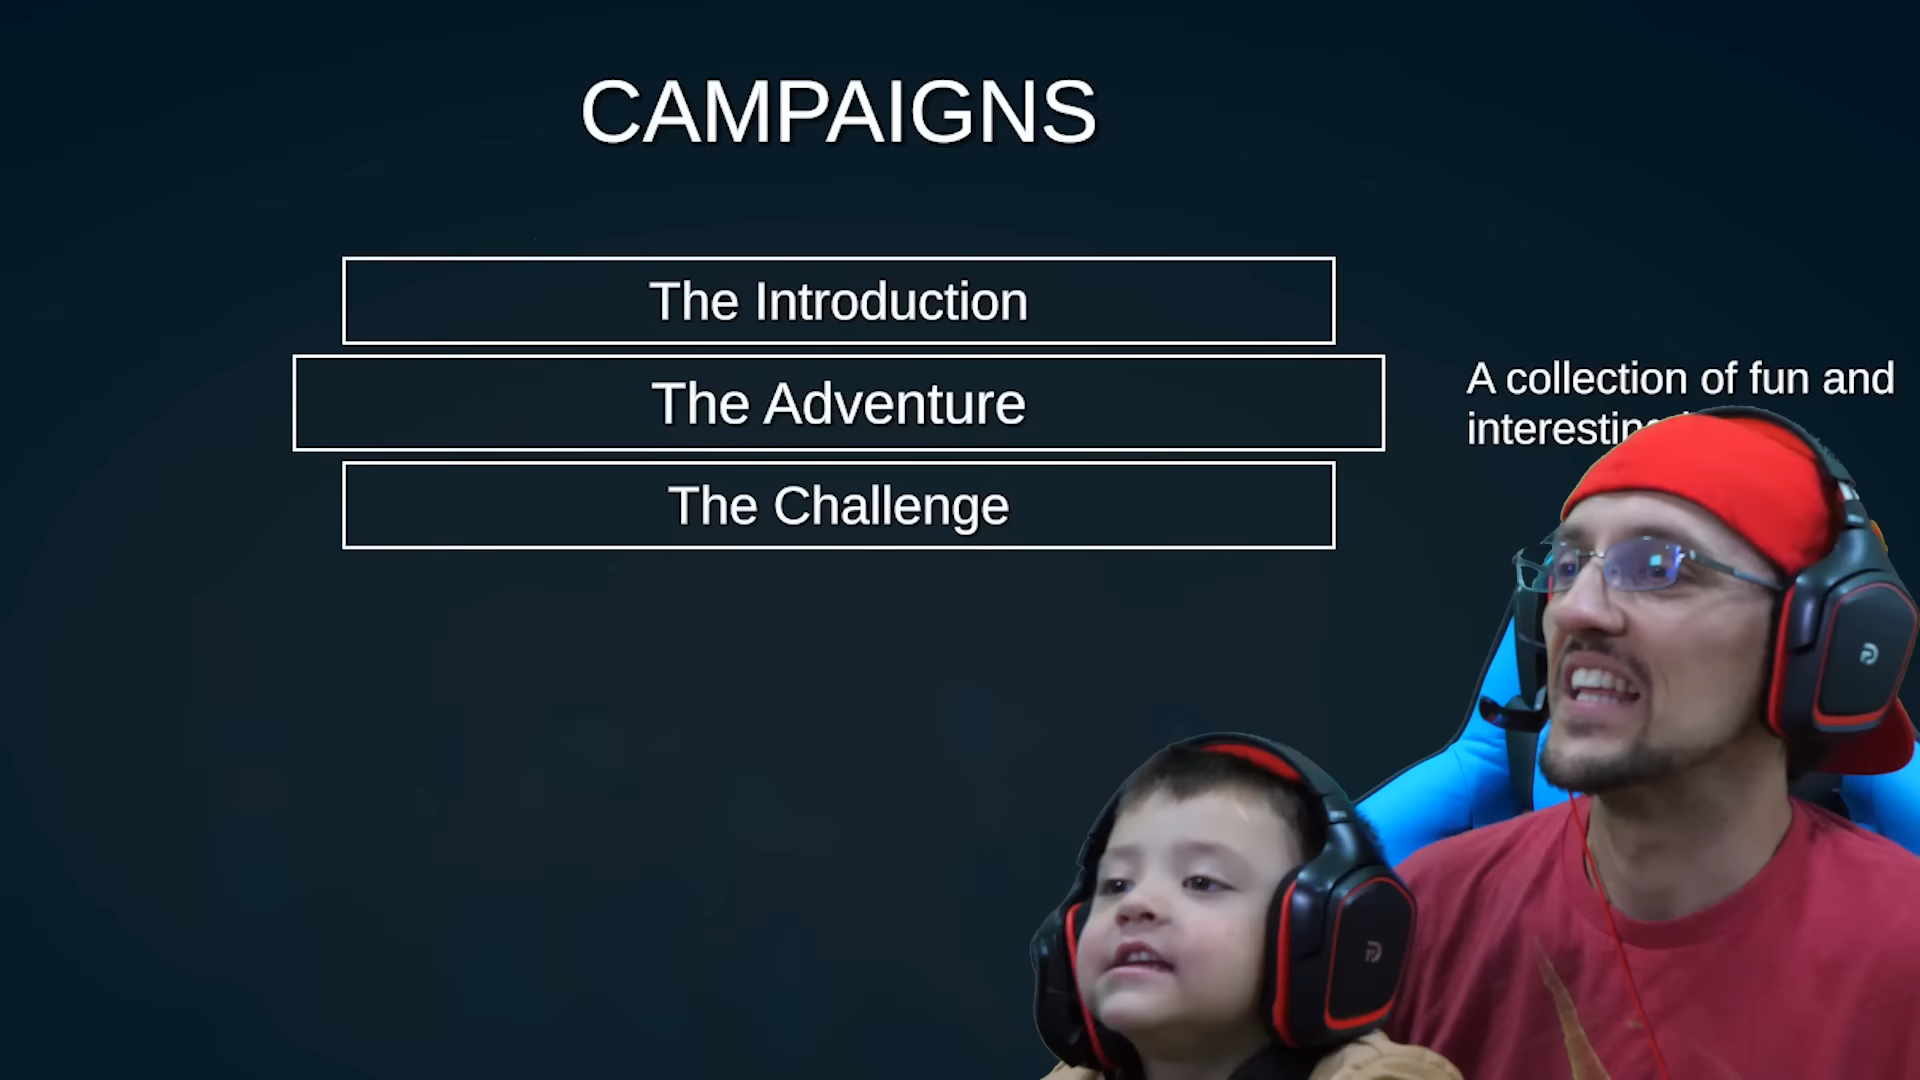 CAMPAIGNS
The Introduction
The Adventure
A collection of fun and
The Challenge